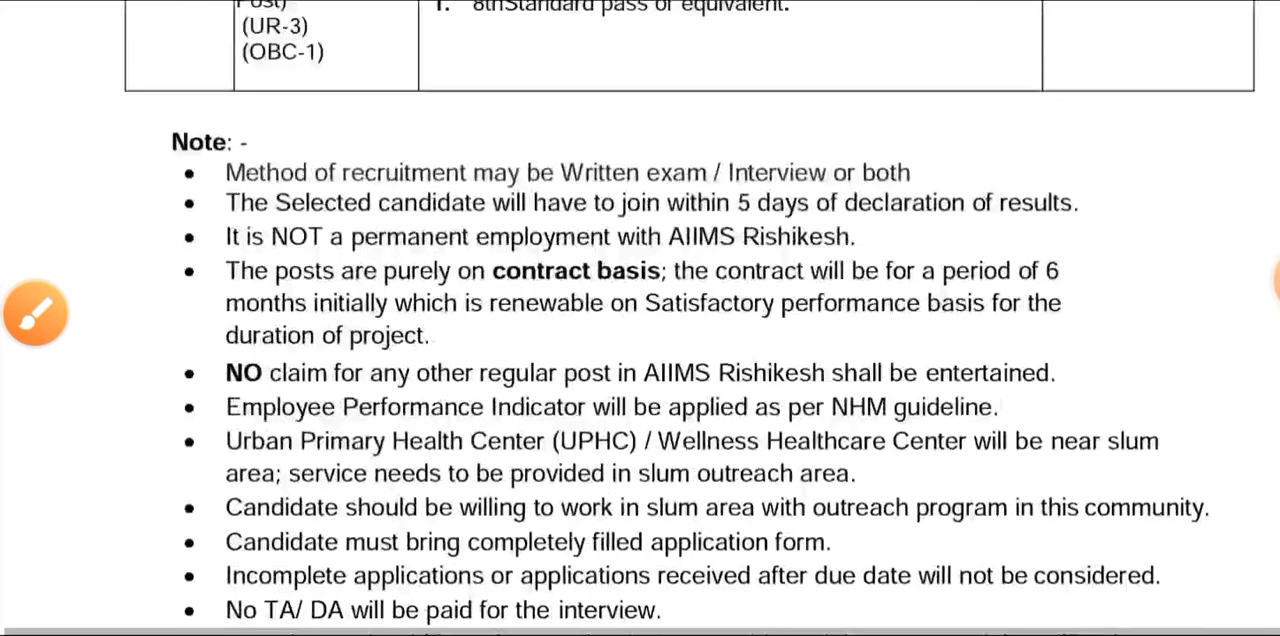 Post)
1. 8thStandard pass or equivalent.
(UR-3)
(OBC-1)
Note: -
• Method of recruitment may be Written exam / Interview or both
• The Selected candidate will have to join within 5 days of declaration of results.
• It is NOT a permanent employment with AIIMS Rishikesh.
• The posts are purely on contract basis; the contract will be for a period of 6
months initially which is renewable on Satisfactory performance basis for the
duration of project.
• NO claim for any other regular post in AIIMS Rishikesh shall be entertained.
• Employee Performance Indicator will be applied as per NHM guideline.
• Urban Primary Health Center (UPHC) / Wellness Healthcare Center will be near slum
area; service needs to be provided in slum outreach area.
• Candidate should be willing to work in slum area with outreach program in this community.
• Candidate must bring completely filled application form.
• Incomplete applications or applications received after due date will not be considered.
• No TA/ DA will be paid for the interview.